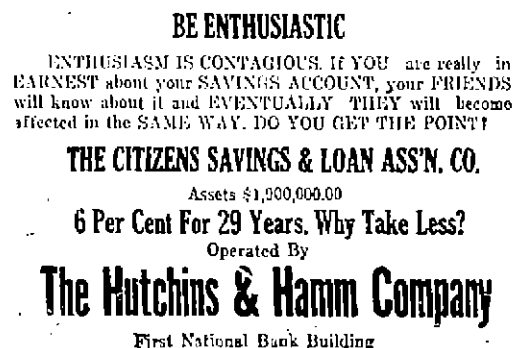 BE ENTHUSIASTIC
ENTHUSIASM IS CONTAGIOUS. If YOU are really in
EARNEST about your SAVINGS ACCOUNT, your FRIENDS
will know about it and EVENTUALLY THEY will become
affected in the SAME WAY. DO YOU GET THE POINT?
THE CITIZENS SAVINGS & LOAN ASS'N. CO.
Assets $1,900,000.00
6 Per Cent For 29 Years. Why Take Less?
Operated By
The Hutchins & Hamm Company
First National Bank Building